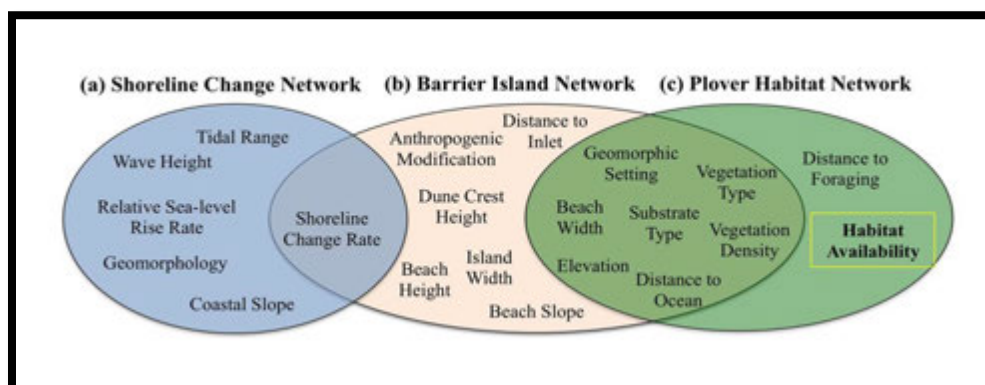 (a) Shoreline Change Network
(b) Barrier Island Network
(c) Plover Habitat Network
Tidal Range
Wave Height
Relative Sea-level
Rise Rate
Geomorphology
Coastal Slope
Shoreline
Change Rate
Anthropogenic
Modification
Distance to
Inlet
Dune Crest
Height
Beach
Height
Island
Width
Beach Slope
Geomorphic
Setting
Vegetation
Type
Beach
Width
Substrate
Type
Vegetation
Density
Elevation
Distance to
Ocean
Distance to
Foraging
Habitat
Availability